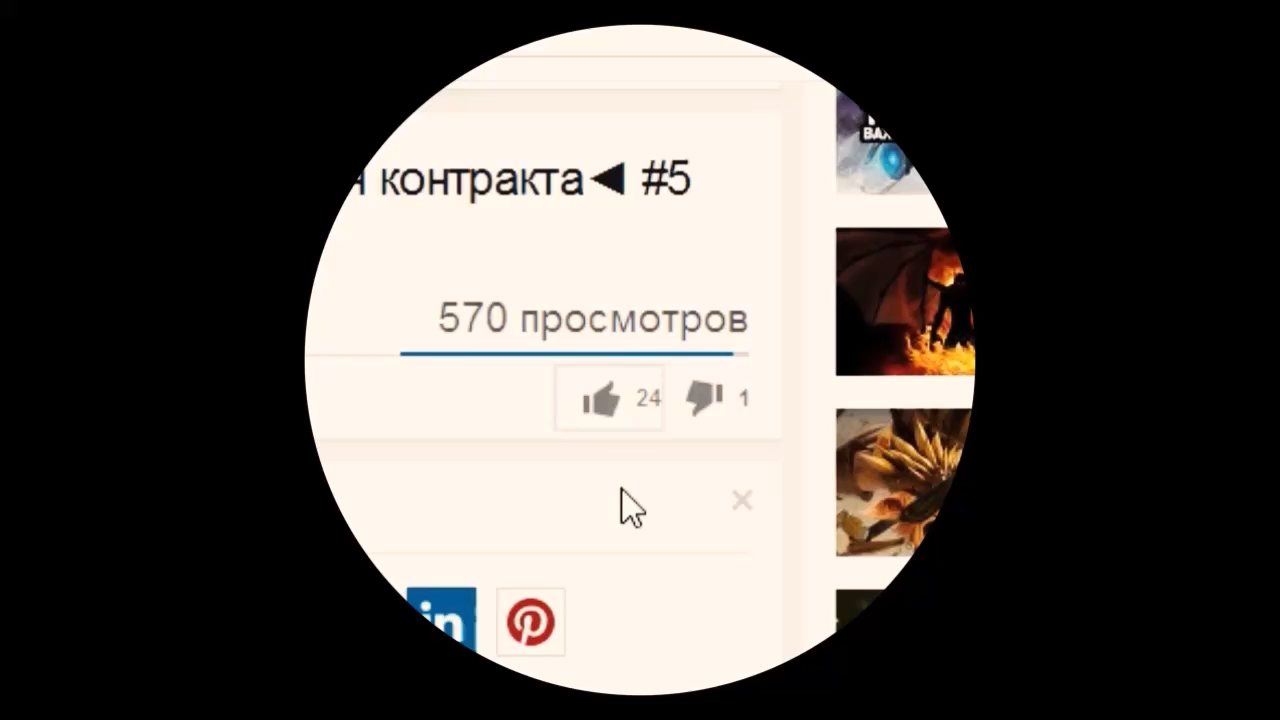 контракта◄ #5
570 просмотров
24 1
in